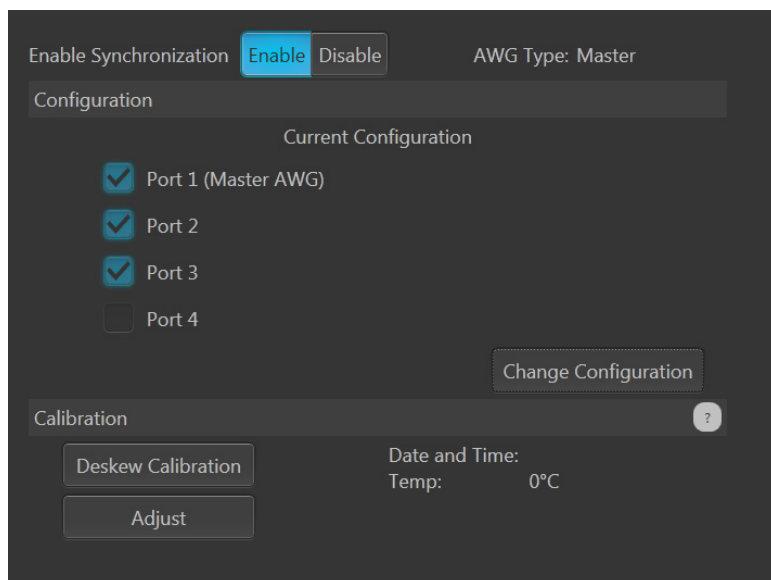 Enable Synchronization Enable Disable AWG Type: Master
Configuration
Current Configuration
Port 1 (Master AWG)
Port 2
Port 3
Port 4
Change Configuration
Calibration ?
Deskew Calibration Date and Time:
Temp: 0°C
Adjust